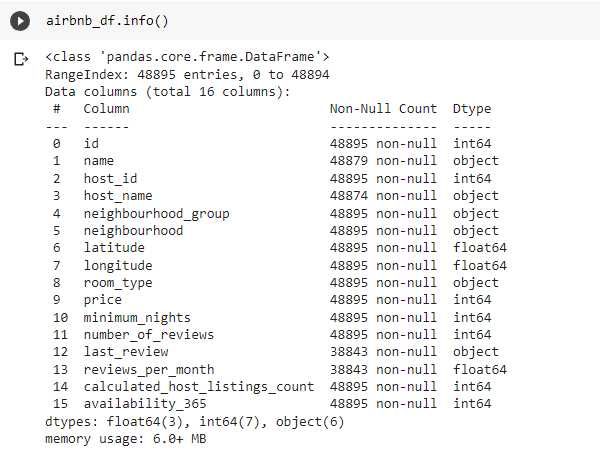 airbnb_df.info()
<class 'pandas.core.frame.DataFrame'>
RangeIndex: 48895 entries, 0 to 48894
Data columns (total 16 columns):
 #   Column                          Non-Null Count  Dtype
---  ------                          --------------  -----
 0   id                              48895 non-null  int64
 1   name                            48879 non-null  object
 2   host_id                         48895 non-null  int64
 3   host_name                       48874 non-null  object
 4   neighbourhood_group             48895 non-null  object
 5   neighbourhood                   48895 non-null  object
 6   latitude                        48895 non-null  float64
 7   longitude                       48895 non-null  float64
 8   room_type                       48895 non-null  object
 9   price                           48895 non-null  int64
 10  minimum_nights                  48895 non-null  int64
 11  number_of_reviews               48895 non-null  int64
 12  last_review                     38843 non-null  object
 13  reviews_per_month               38843 non-null  float64
 14  calculated_host_listings_count  48895 non-null  int64
 15  availability_365                48895 non-null  int64
dtypes: float64(3), int64(7), object(6)
memory usage: 6.0+ MB